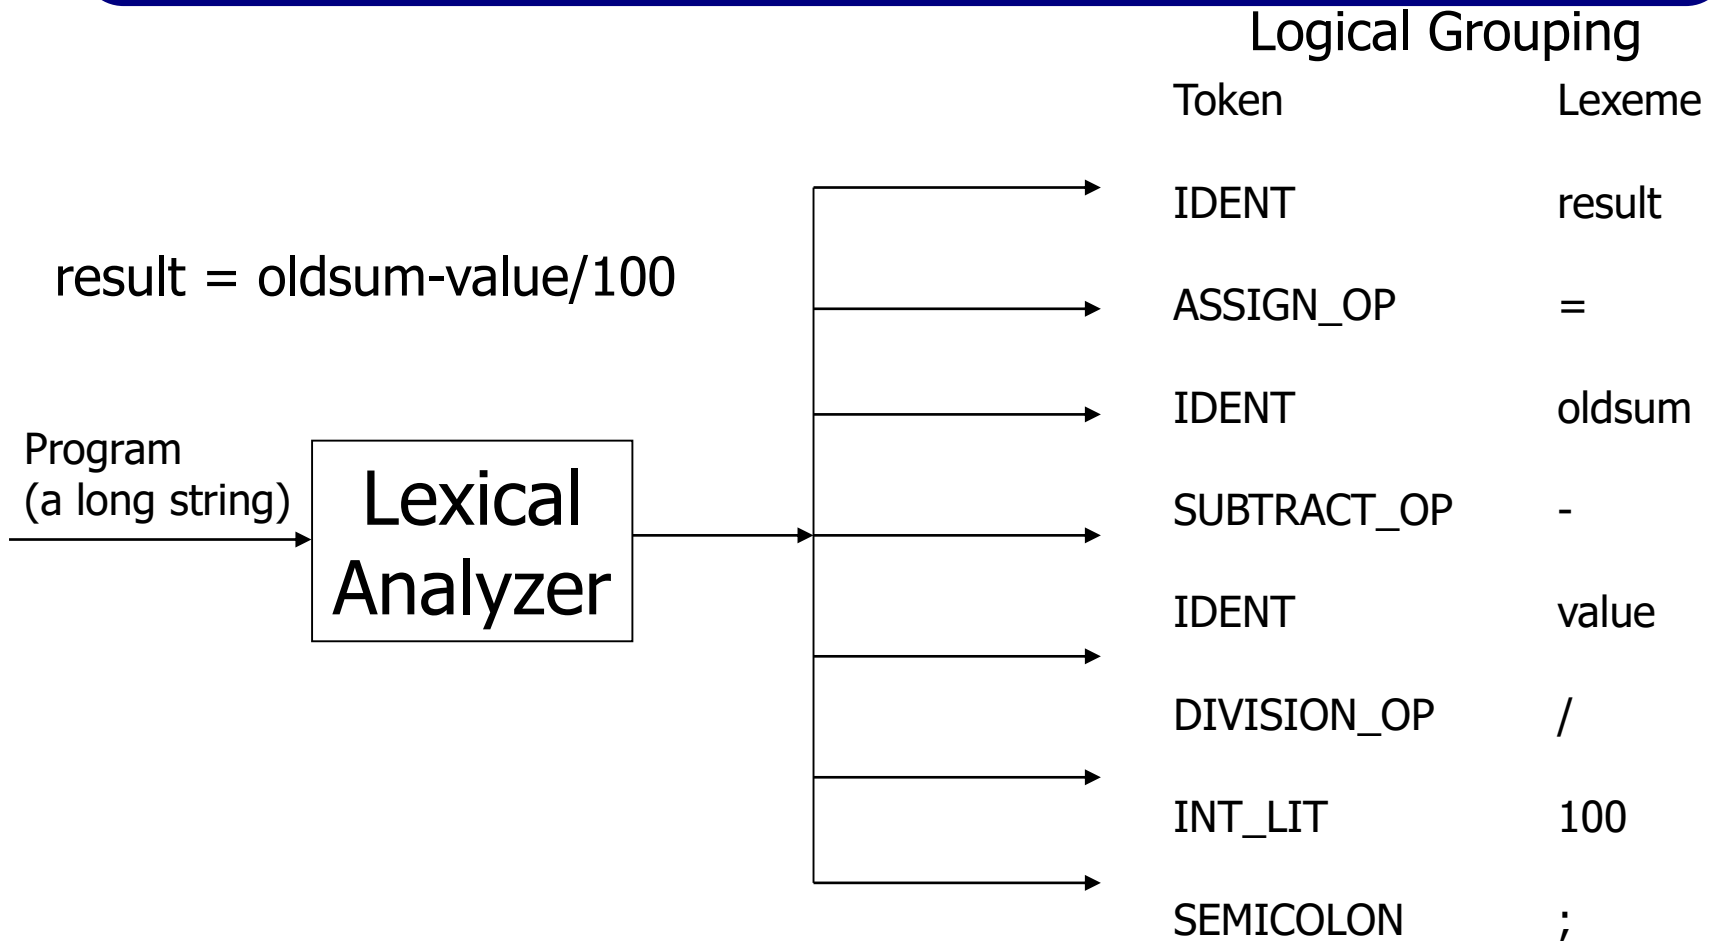 Logical Grouping
Token Lexeme
IDENT result
result = oldsum-value/100
ASSIGN_OP =
IDENT oldsum
Program
(a long string)
Lexical
Analyzer
SUBTRACT_OP -
IDENT value
DIVISION_OP /
INT_LIT 100
SEMICOLON ;